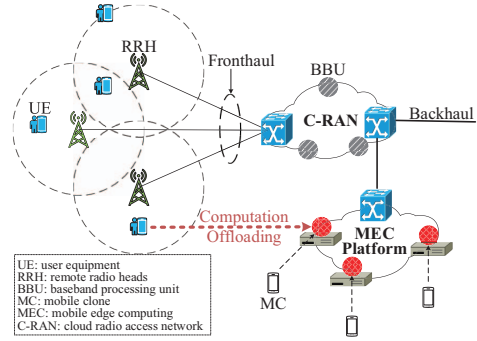 RRH
Fronthaul
BBU
UE
C-RAN
Backhaul
Computation
Offloading
MEC
Platform
MC
UE: user equipment
RRH: remote radio heads
BBU: baseband processing unit
MC: mobile clone
MEC: mobile edge computing
C-RAN: cloud radio access network